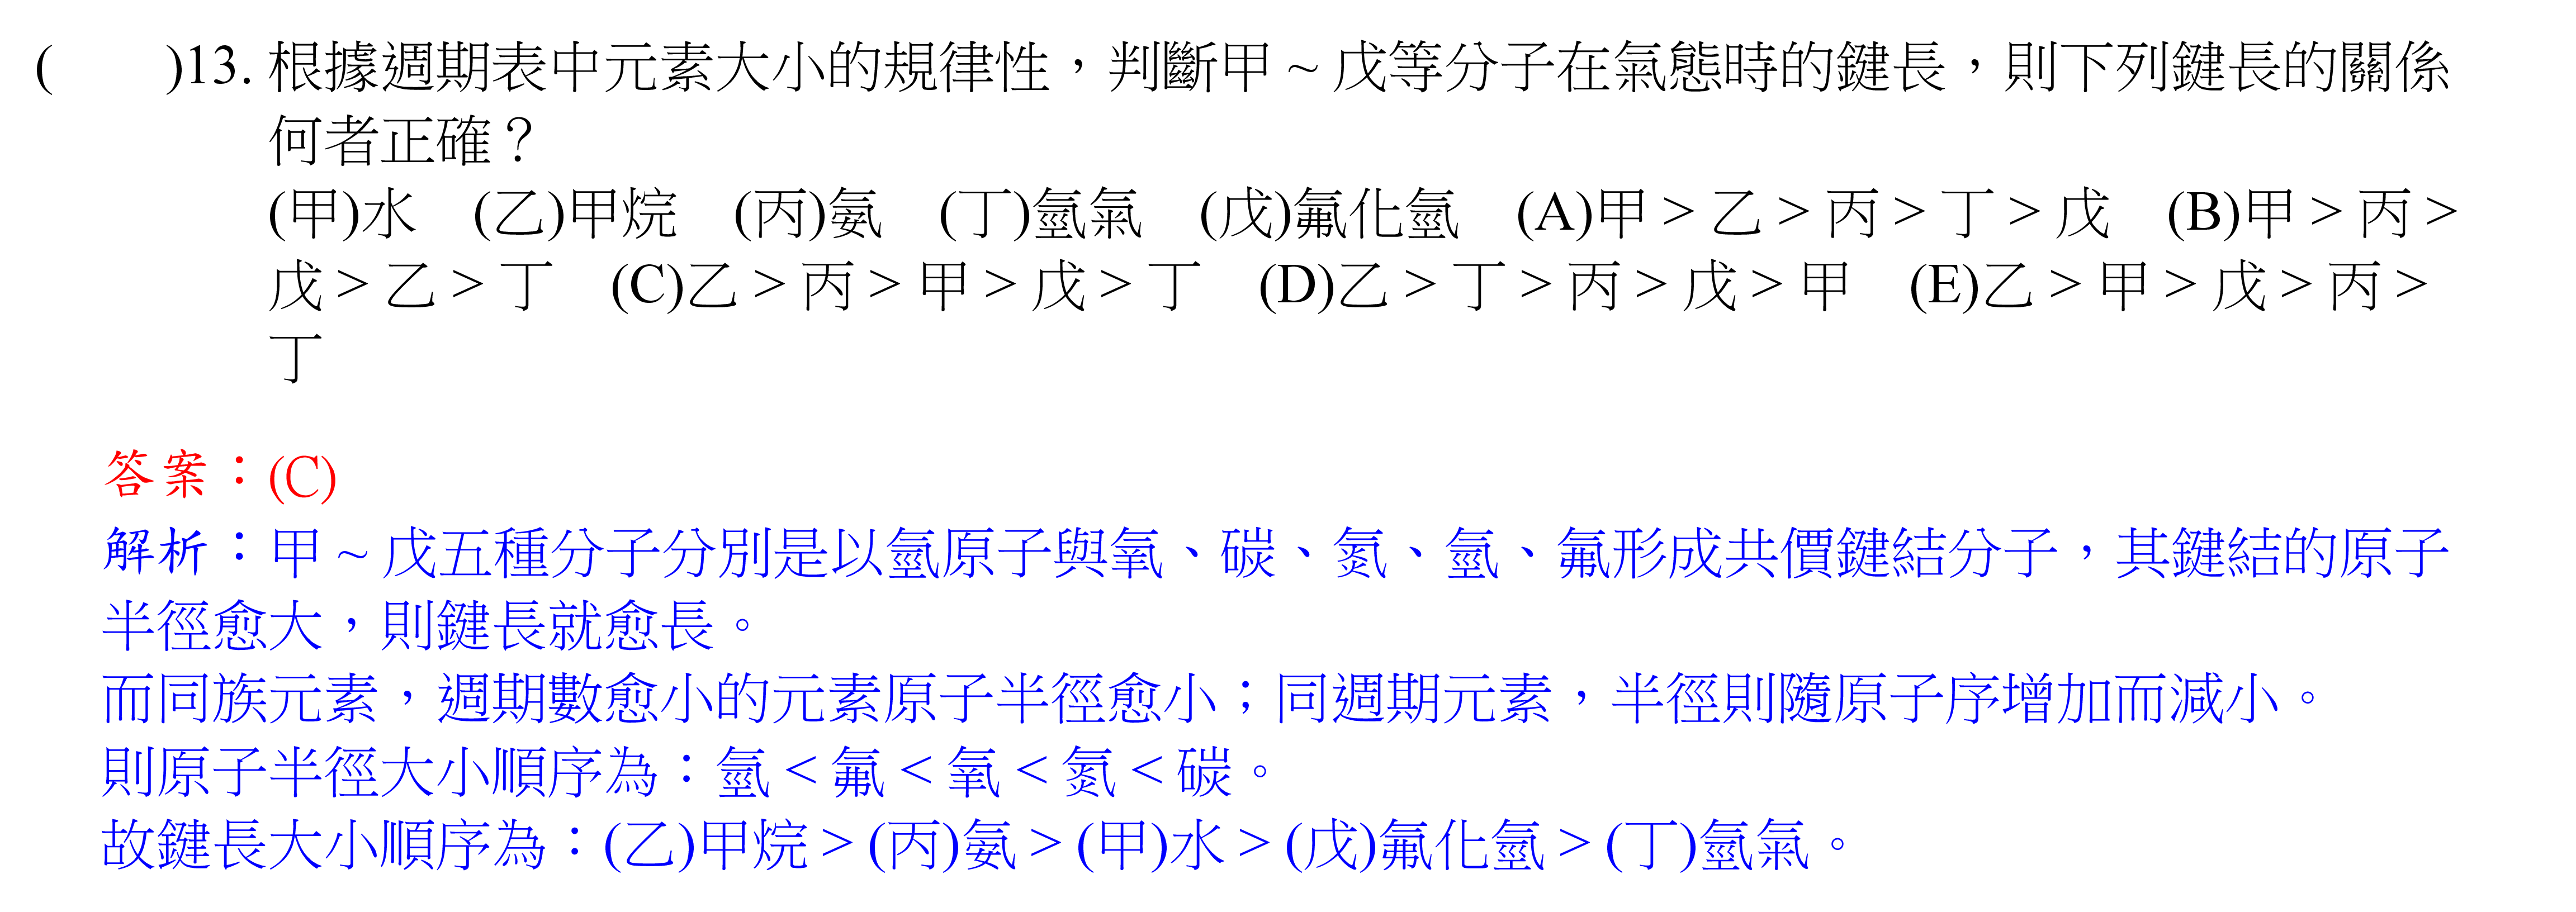 (　　)13. 根據週期表中元素大小的規律性，判斷甲 ~ 戊等分子在氣態時的鍵長，則下列鍵長的關係
何者正確？
(甲)水　(乙)甲烷　(丙)氨　(丁)氫氣　(戊)氟化氫　(A)甲 > 乙 > 丙 > 丁 > 戊　(B)甲 > 丙 >
戊 > 乙 > 丁　(C)乙 > 丙 > 甲 > 戊 > 丁　(D)乙 > 丁 > 丙 > 戊 > 甲　(E)乙 > 甲 > 戊 > 丙 >
丁
答案：(C)
解析：甲 ~ 戊五種分子分別是以氫原子與氧、碳、氮、氫、氟形成共價鍵結分子，其鍵結的原子
半徑愈大，則鍵長就愈長。
而同族元素，週期數愈小的元素原子半徑愈小；同週期元素，半徑則隨原子序增加而減小。
則原子半徑大小順序為：氫 < 氟 < 氧 < 氮 < 碳。
故鍵長大小順序為：(乙)甲烷 > (丙)氨 > (甲)水 > (戊)氟化氫 > (丁)氫氣。